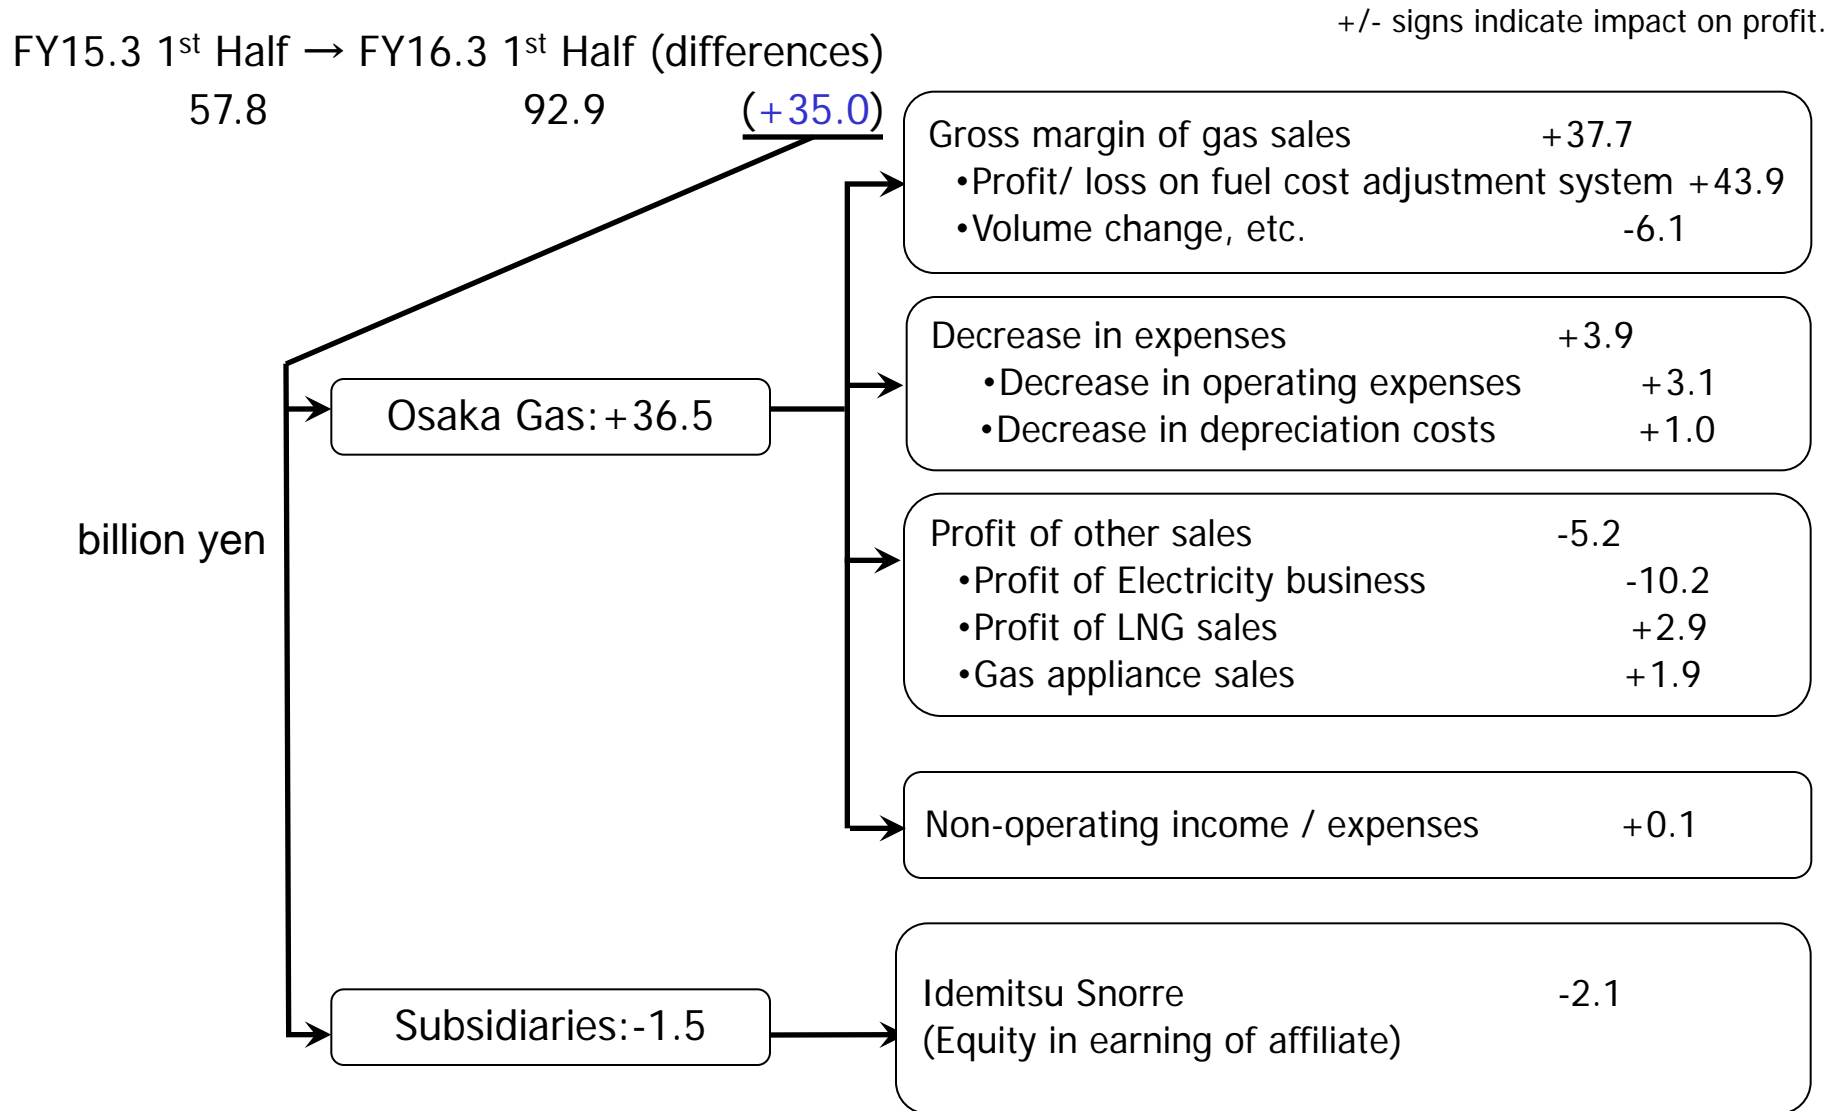 +/- signs indicate impact on profit.
FY15.3 1st Half → FY16.3 1st Half (differences)
57.8 92.9 (+35.0)
Gross margin of gas sales +37.7
•Profit/ loss on fuel cost adjustment system +43.9
•Volume change, etc. -6.1
Decrease in expenses +3.9
•Decrease in operating expenses +3.1
•Decrease in depreciation costs +1.0
Osaka Gas:+36.5
billion yen
Profit of other sales -5.2
•Profit of Electricity business -10.2
•Profit of LNG sales +2.9
•Gas appliance sales +1.9
Non-operating income / expenses +0.1
Subsidiaries:-1.5
Idemitsu Snorre -2.1
(Equity in earning of affiliate)